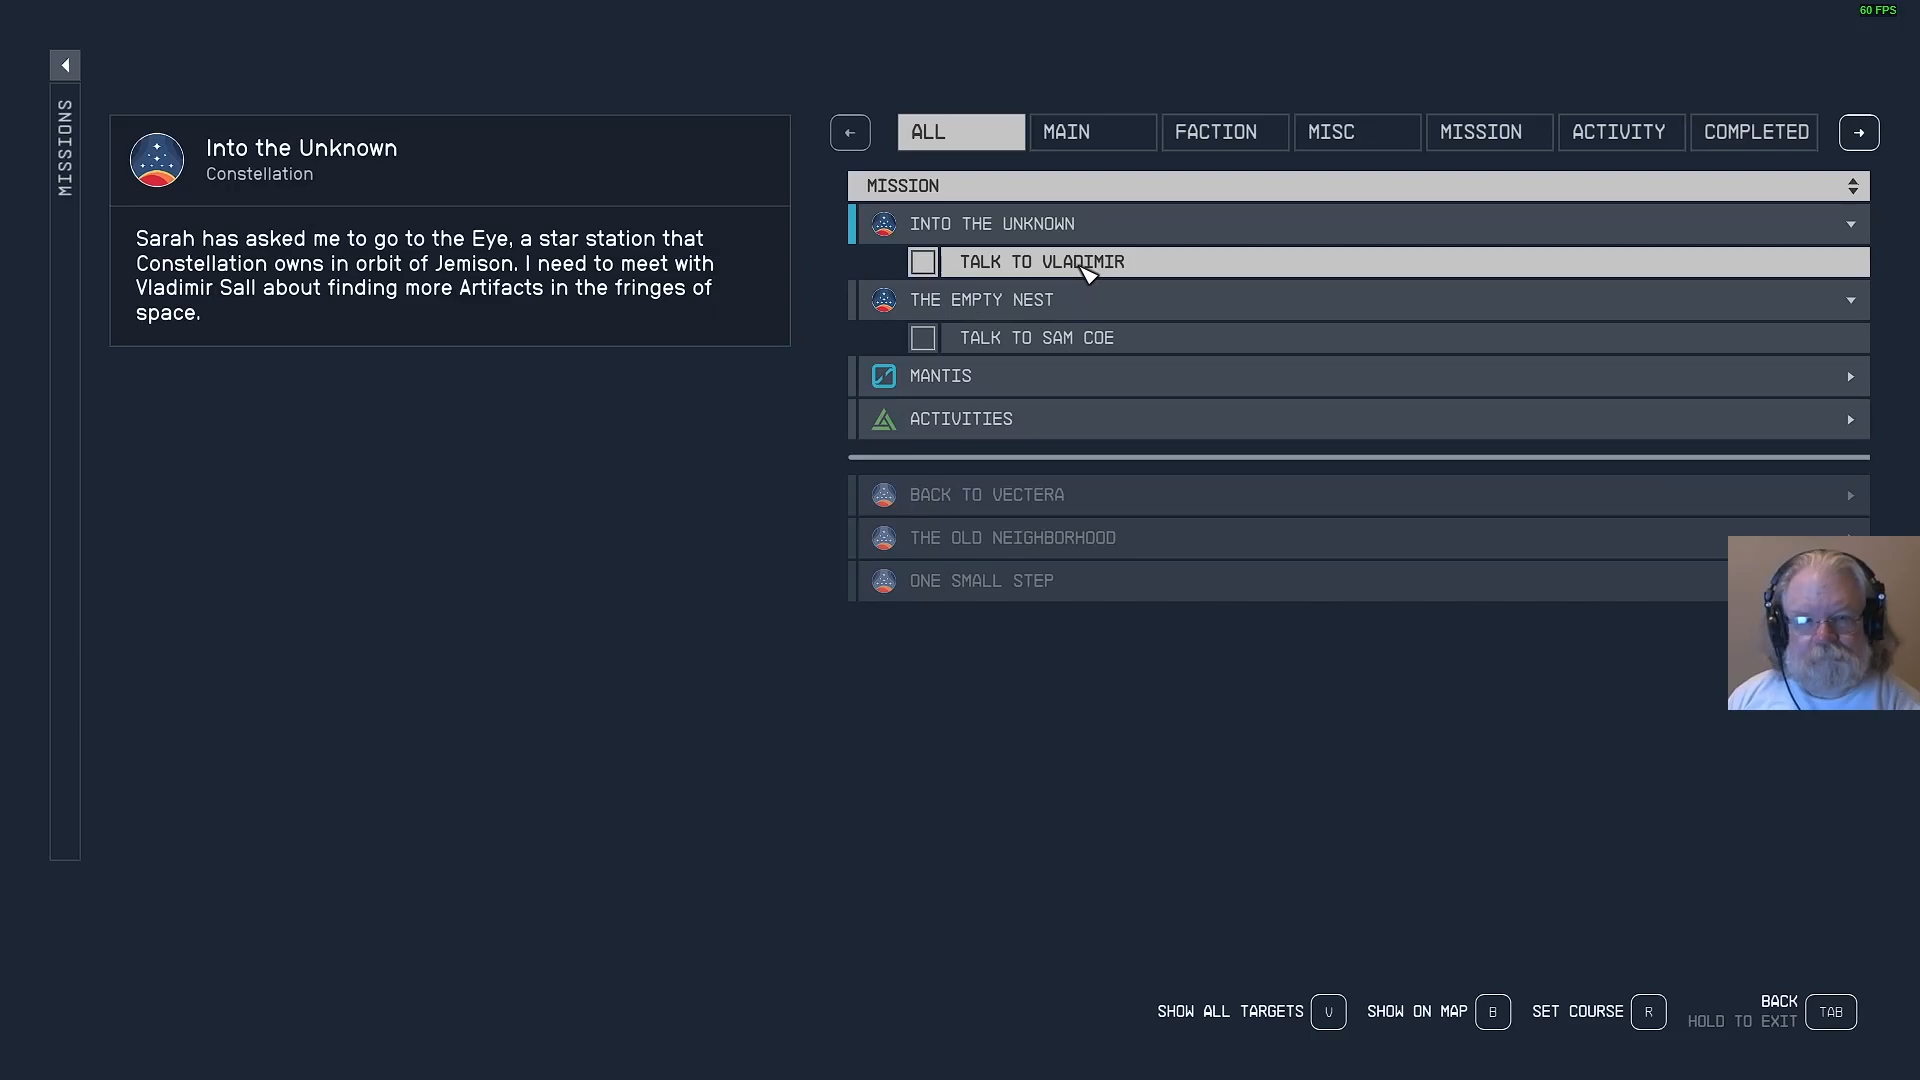 60 FPS
MISSIONS
Into the Unknown
Constellation
Sarah has asked me to go to the Eye, a star station that
Constellation owns in orbit of Jemison. I need to meet with
Vladimir Sall about finding more Artifacts in the fringes of
space.
ALL MAIN FACTION MISC MISSION ACTIVITY COMPLETED
MISSION
INTO THE UNKNOWN
TALK TO VLADIMIR
THE EMPTY NEST
TALK TO SAM COE
MANTIS
ACTIVITIES
BACK TO VECTERA
THE OLD NEIGHBORHOOD
ONE SMALL STEP
SHOW ALL TARGETS V SHOW ON MAP B SET COURSE R BACK TAB
HOLD TO EXIT